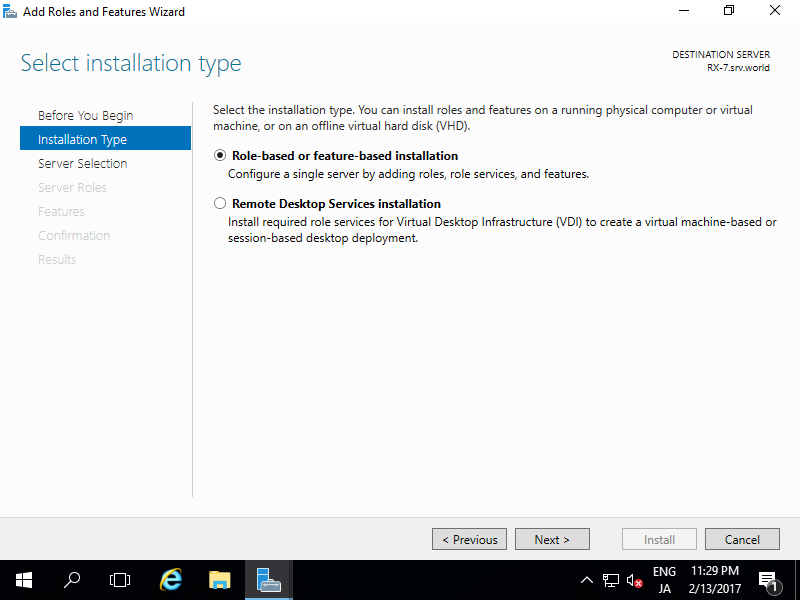 Add Roles and Features Wizard
Select installation type
DESTINATION SERVER
RX-7.srv.world
Before You Begin
Installation Type
Server Selection
Server Roles
Features
Confirmation
Results
Select the installation type. You can install roles and features on a running physical computer or virtual
machine, or on an offline virtual hard disk (VHD).
Role-based or feature-based installation
Configure a single server by adding roles, role services, and features.
Remote Desktop Services installation
Install required role services for Virtual Desktop Infrastructure (VDI) to create a virtual machine-based or
session-based desktop deployment.
< Previous
Next >
Install
Cancel
ENG
JA
11:29 PM
2/13/2017
1